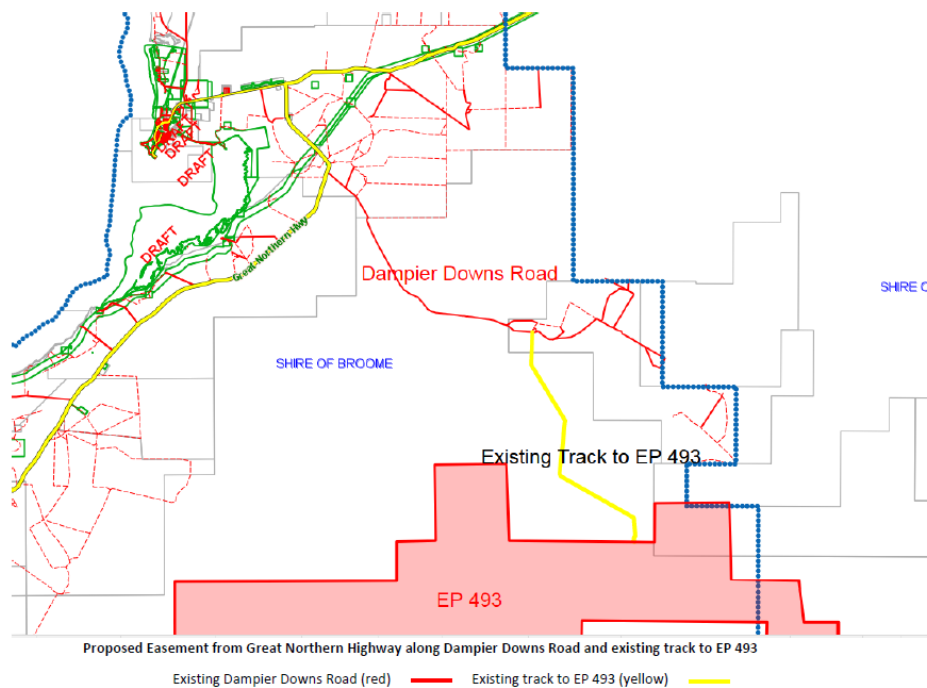 DRAFT
DRAFT
DRAFT
DRAFT
Great Northern Hwy
Dampier Downs Road
SHIRE O
SHIRE OF BROOME
Existing Track to EP 493
EP 493
Proposed Easement from Great Northern Highway along Dampier Downs Road and existing track to EP 493
Existing Dampier Downs Road (red) Existing track to EP 493 (yellow)